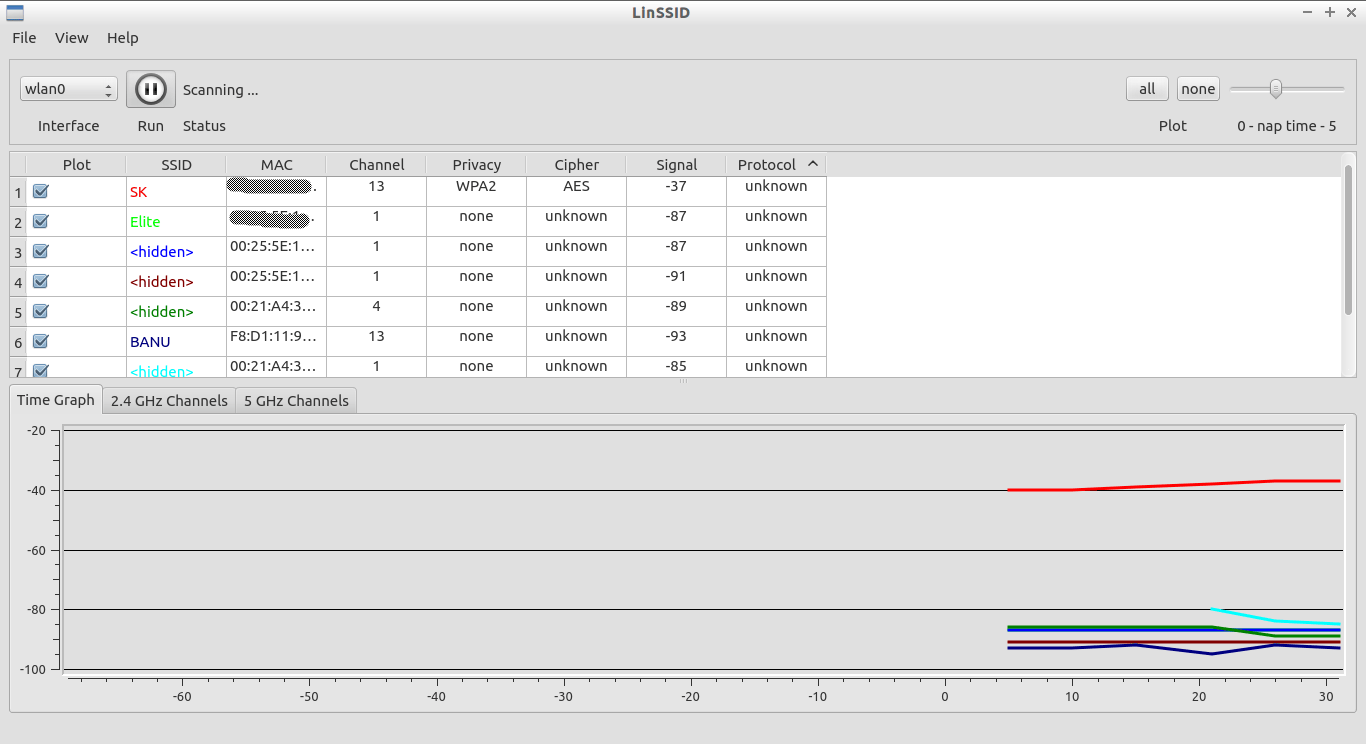 LinSSID
File View Help
wlan0 Scanning ... all none
Interface Run Status Plot 0 - nap time - 5
Plot SSID MAC Channel Privacy Cipher Signal Protocol
1 SK . 13 WPA2 AES -37 unknown
2 Elite . 1 none unknown -87 unknown
3 <hidden> 00:25:5E:1... 1 none unknown -87 unknown
4 <hidden> 00:25:5E:1... 1 none unknown -91 unknown
5 <hidden> 00:21:A4:3... 4 none unknown -89 unknown
6 BANU F8:D1:11:9... 13 none unknown -93 unknown
7 <hidden> 00:21:A4:3... 1 none unknown -85 unknown
Time Graph 2.4 GHz Channels 5 GHz Channels
-20
-40
-60
-80
-100
-60 -50 -40 -30 -20 -10 0 10 20 30